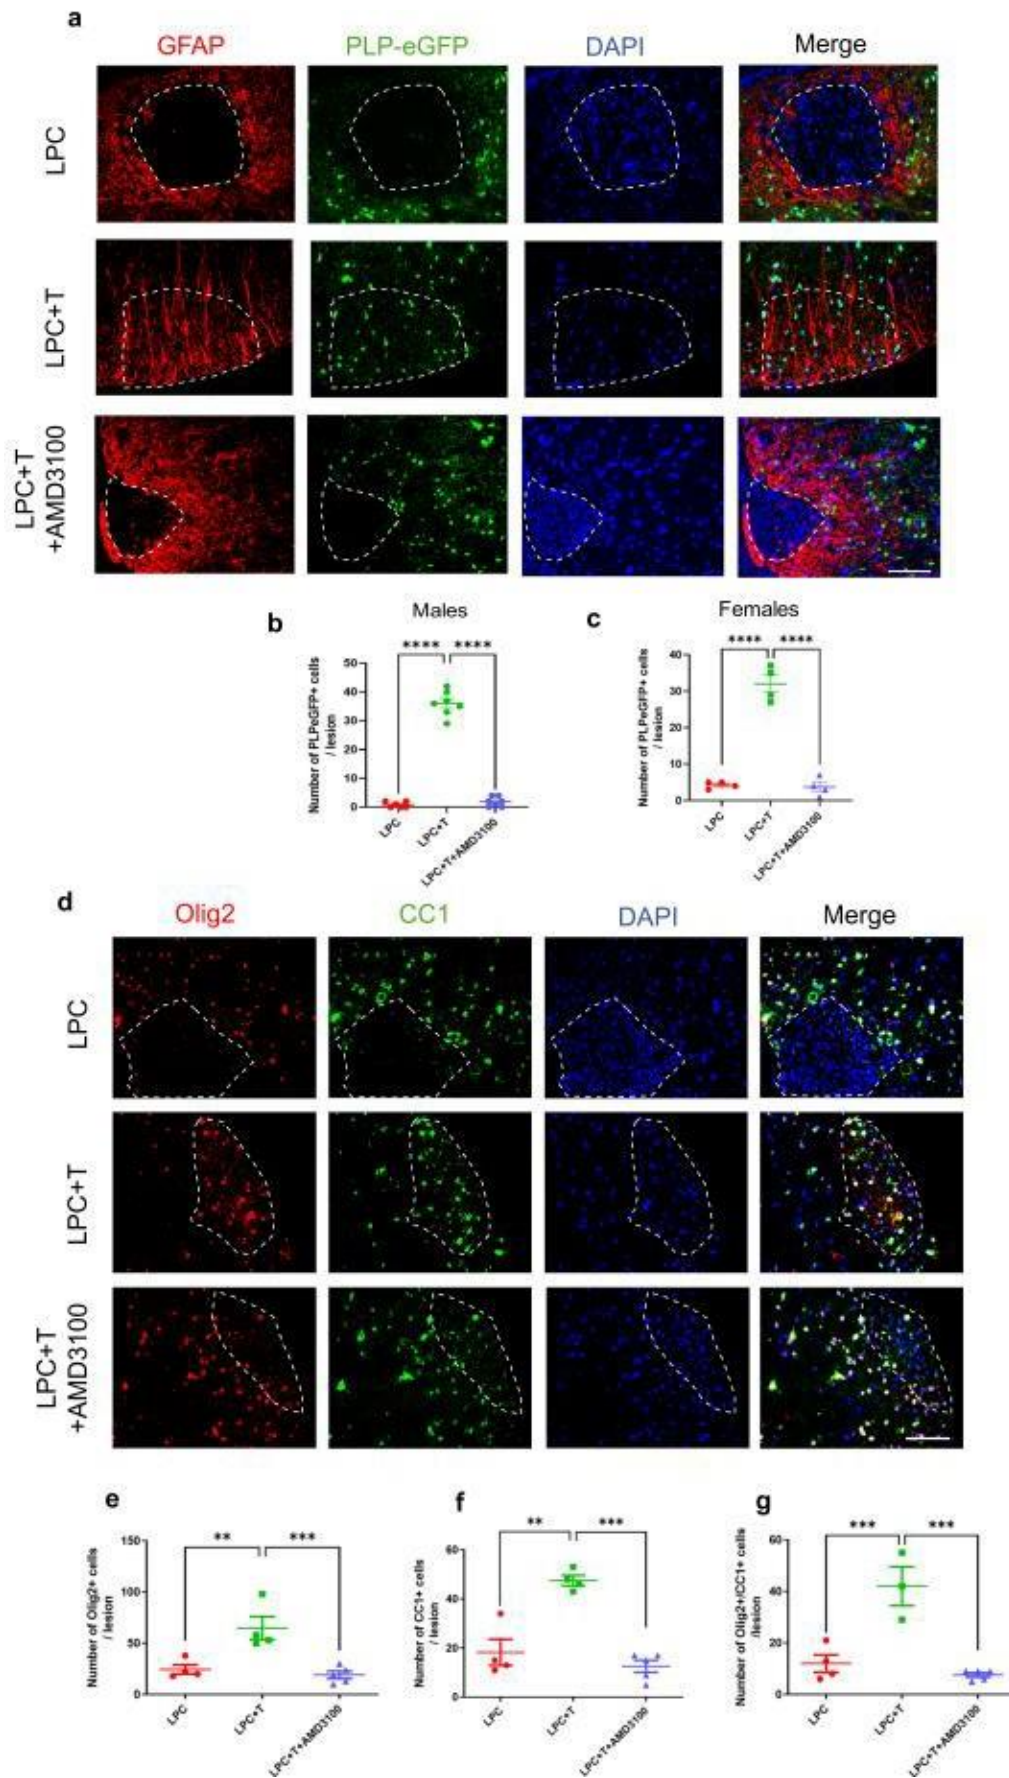 a
GFAP PLP-eGFP DAPI Merge
LPC
LPC+T
LPC+T
+AMD3100
b
Males
**** ****
Number of PLPeGFP+ cells
/ lesion
50
40
30
20
10
0
LPC LPC+T LPC+T+AMD3100
c
Females
**** ****
Number of PLPeGFP+ cells
/ lesion
40
30
20
10
0
LPC LPC+T LPC+T+AMD3100
d
Olig2 CC1 DAPI Merge
LPC
LPC+T
LPC+T
+AMD3100
e
** ***
Number of Olig2+ cells
/ lesion
150
100
50
0
LPC LPC+T LPC+T+AMD3100
f
** ***
Number of CC1+ cells
/ lesion
60
40
20
0
LPC LPC+T LPC+T+AMD3100
g
*** ***
Number of Olig2+/CC1+ cells
/lesion
60
40
20
0
LPC LPC+T LPC+T+AMD3100